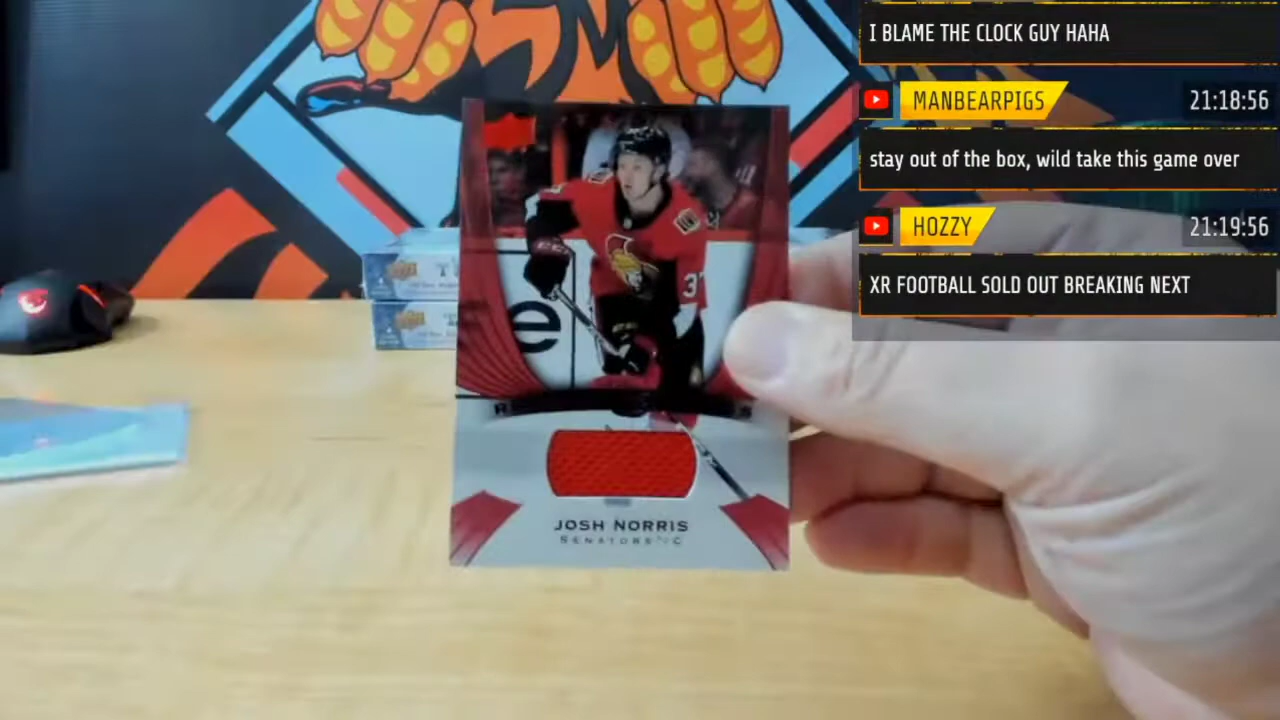 I BLAME THE CLOCK GUY HAHA
MANBEARPIGS 21:18:56
stay out of the box, wild take this game over
HOZZY 21:19:56
XR FOOTBALL SOLD OUT BREAKING NEXT
37
e
JOSH NORRIS
SENATORS C